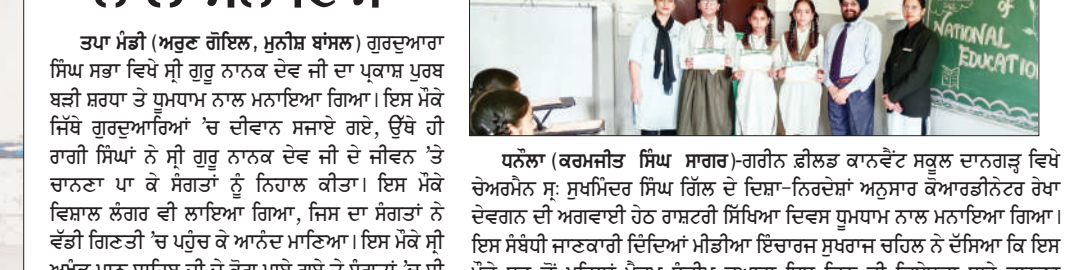 ਤਪਾ ਮੰਡੀ (ਅਰੁਣ ਗੋਇਲ, ਮੁਨੀਸ਼ ਬਾਂਸਲ) ਗੁਰਦੁਆਰਾ
ਸਿੰਘ ਸਭਾ ਵਿਖੇ ਸ੍ਰੀ ਗੁਰੂ ਨਾਨਕ ਦੇਵ ਜੀ ਦਾ ਪ੍ਰਕਾਸ਼ ਪੁਰਬ
ਬੜੀ ਸ਼ਰਧਾ ਤੇ ਧੂਮਧਾਮ ਨਾਲ ਮਨਾਇਆ ਗਿਆ। ਇਸ ਮੌਕੇ
ਜਿੱਥੇ ਗੁਰਦੁਆਰਿਆਂ ’ਚ ਦੀਵਾਨ ਸਜਾਏ ਗਏ, ਉੱਥੇ ਹੀ
ਰਾਗੀ ਸਿੰਘਾਂ ਨੇ ਸ੍ਰੀ ਗੁਰੂ ਨਾਨਕ ਦੇਵ ਜੀ ਦੇ ਜੀਵਨ ’ਤੇ
ਚਾਨਣਾ ਪਾ ਕੇ ਸੰਗਤਾਂ ਨੂੰ ਨਿਹਾਲ ਕੀਤਾ। ਇਸ ਮੌਕੇ
ਵਿਸ਼ਾਲ ਲੰਗਰ ਵੀ ਲਾਇਆ ਗਿਆ, ਜਿਸ ਦਾ ਸੰਗਤਾਂ ਨੇ
ਵੱਡੀ ਗਿਣਤੀ ’ਚ ਪਹੁੰਚ ਕੇ ਆਨੰਦ ਮਾਣਿਆ। ਇਸ ਮੌਕੇ ਸ੍ਰੀ
of
NATIONAL
EDUCATIO
ਧਨੌਲਾ (ਕਰਮਜੀਤ ਸਿੰਘ ਸਾਗਰ)-ਗਰੀਨ ਫ਼ੀਲਡ ਕਾਨਵੈਂਟ ਸਕੂਲ ਦਾਨਗੜ੍ਹ ਵਿਖੇ
ਚੇਅਰਮੈਨ ਸ੍ਰ: ਸੁਖਮਿੰਦਰ ਸਿੰਘ ਗਿੱਲ ਦੇ ਦਿਸ਼ਾ-ਨਿਰਦੇਸ਼ਾਂ ਅਨੁਸਾਰ ਕੋਆਰਡੀਨੇਟਰ ਰੇਖਾ
ਦੇਵਗਨ ਦੀ ਅਗਵਾਈ ਹੇਠ ਰਾਸ਼ਟਰੀ ਸਿੱਖਿਆ ਦਿਵਸ ਧੂਮਧਾਮ ਨਾਲ ਮਨਾਇਆ ਗਿਆ।
ਇਸ ਸੰਬੰਧੀ ਜਾਣਕਾਰੀ ਦਿੰਦਿਆਂ ਮੀਡੀਆ ਇੰਚਾਰਜ ਸੁਖਰਾਜ ਚਹਿਲ ਨੇ ਦੱਸਿਆ ਕਿ ਇਸ